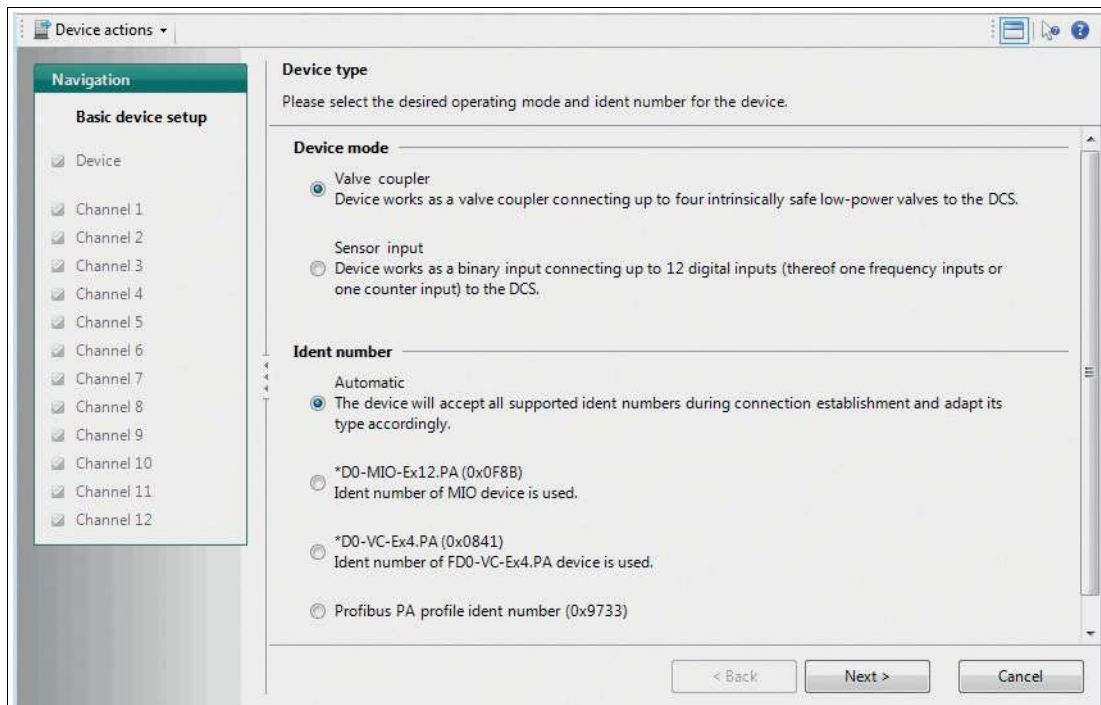 Device actions
Navigation
Basic device setup
Device
Channel 1
Channel 2
Channel 3
Channel 4
Channel 5
Channel 6
Channel 7
Channel 8
Channel 9
Channel 10
Channel 11
Channel 12
Device type
Please select the desired operating mode and ident number for the device.
Device mode
Valve coupler
Device works as a valve coupler connecting up to four intrinsically safe low-power valves to the DCS.
Sensor input
Device works as a binary input connecting up to 12 digital inputs (thereof one frequency inputs or
one counter input) to the DCS.
Ident number
Automatic
The device will accept all supported ident numbers during connection establishment and adapt its
type accordingly.
*D0-MIO-Ex12.PA (0x0F8B)
Ident number of MIO device is used.
*D0-VC-Ex4.PA (0x0841)
Ident number of FD0-VC-Ex4.PA device is used.
Profibus PA profile ident number (0x9733)
< Back
Next >
Cancel